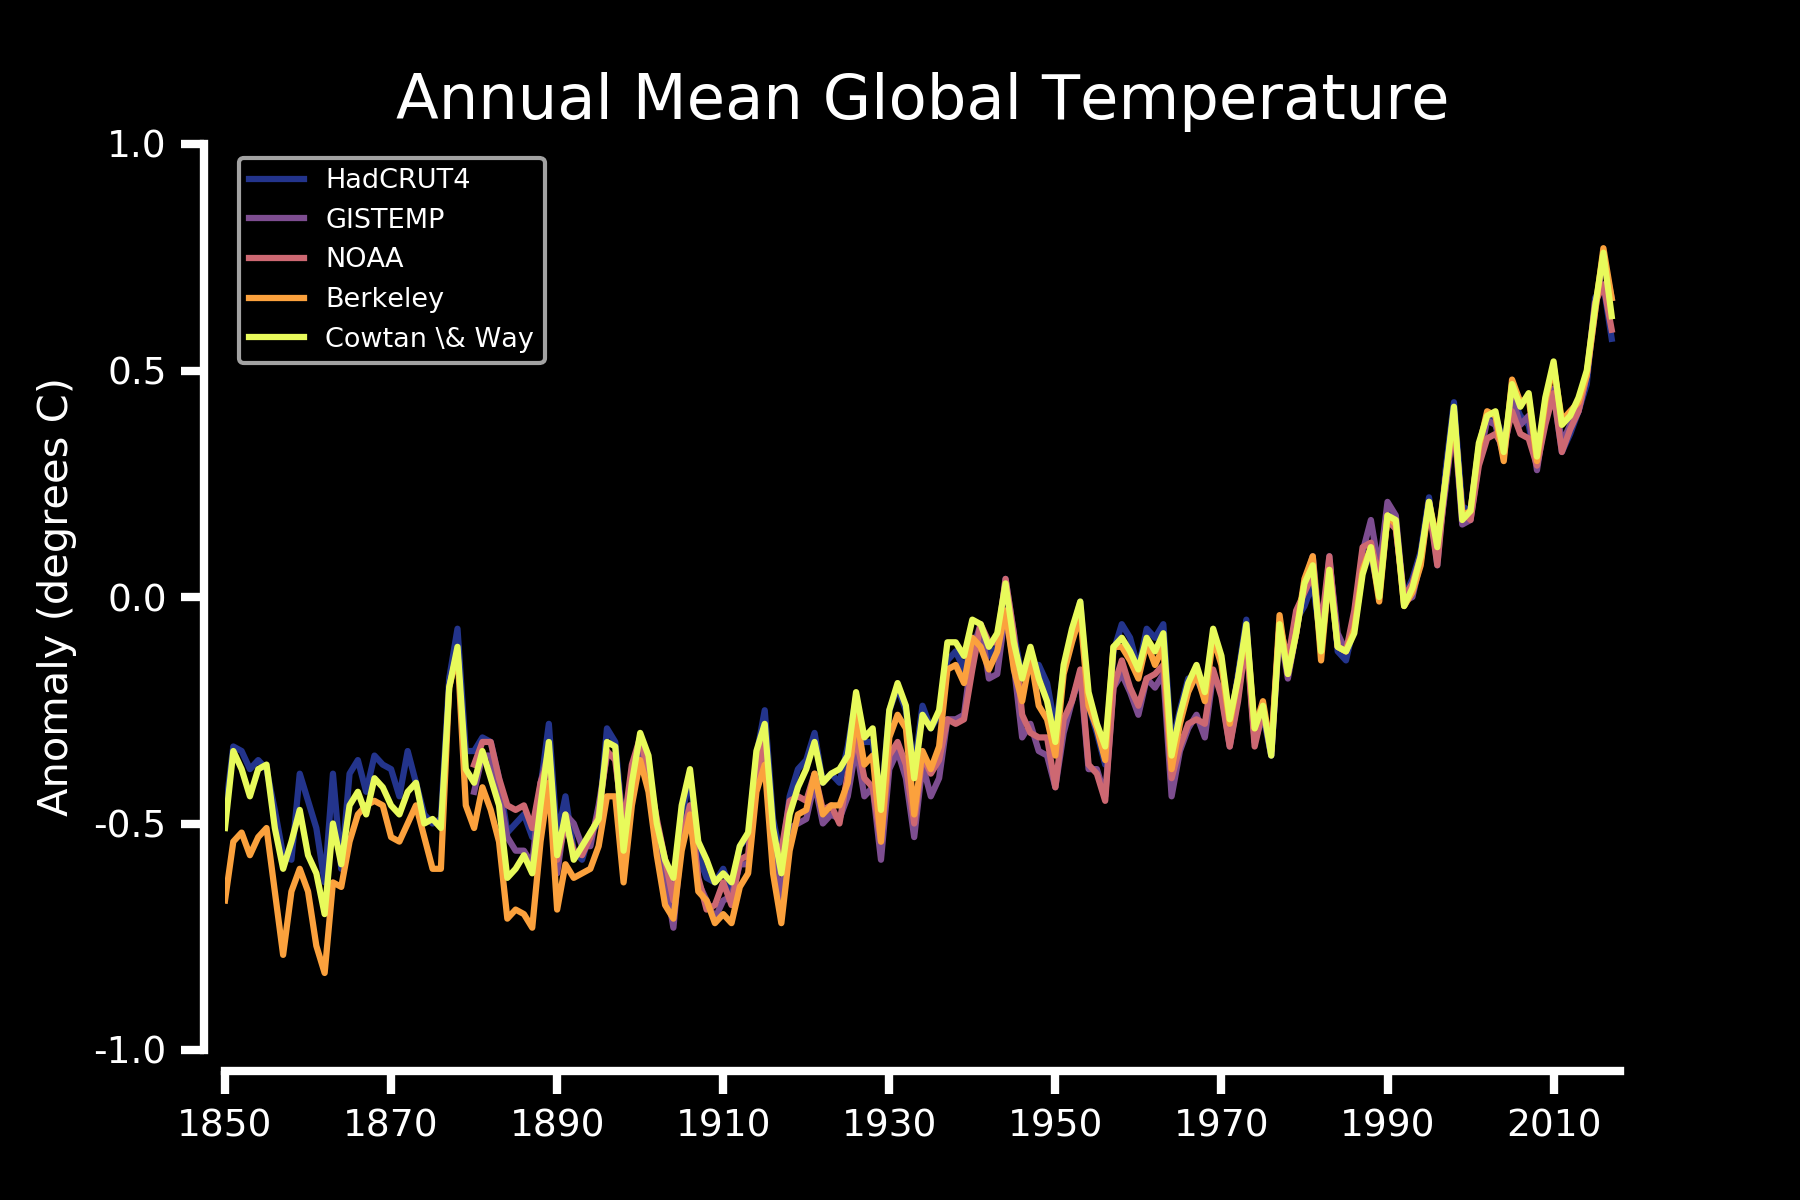 Annual Mean Global Temperature
1.0
0.5
0.0
-0.5
-1.0
Anomaly (degrees C)
HadCRUT4
GISTEMP
NOAA
Berkeley
Cowtan \& Way
1850 1870 1890 1910 1930 1950 1970 1990 2010